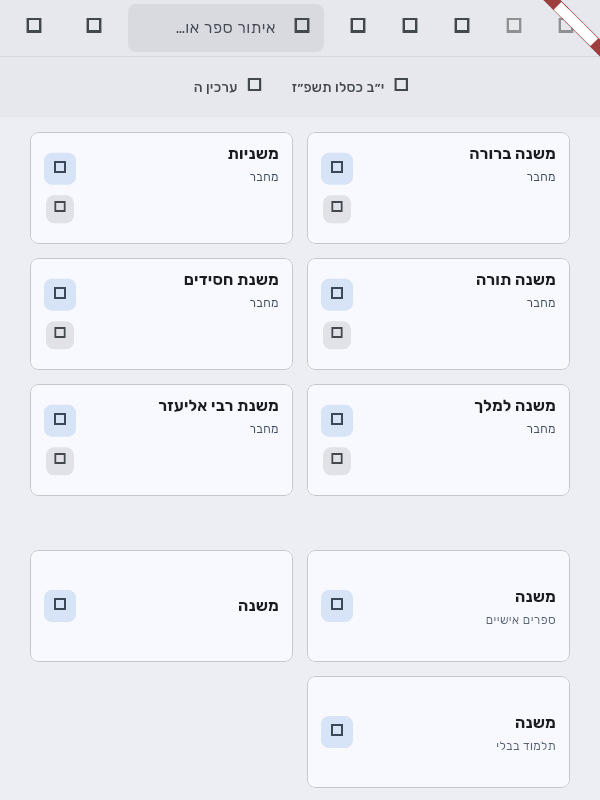 איתור ספר או...
י״ב כסלו תשפ״ז
ערכין ה
משנה ברורה
מחבר
משניות
מחבר
משנה תורה
מחבר
משנת חסידים
מחבר
משנה למלך
מחבר
משנת רבי אליעזר
מחבר
משנה
ספרים אישיים
משנה
משנה
תלמוד בבלי